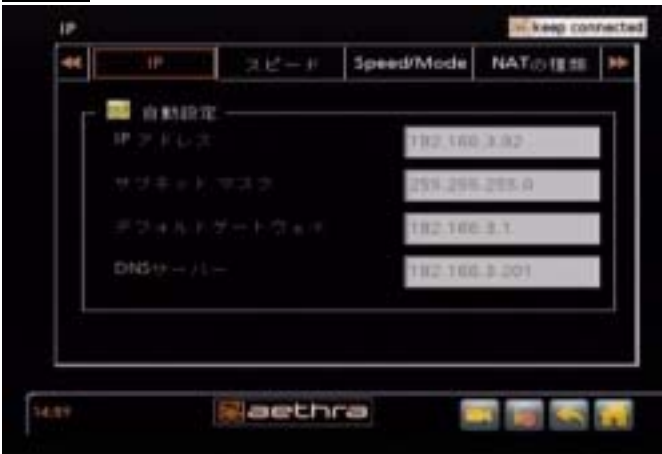 IP
keep connected
IP スピード Speed/Mode NATの種類
自動設定
IP アドレス 192.168.3.92
サブネット マスク 255.255.255.0
デフォルトゲートウェイ 192.168.3.1
DNSサーバー 192.168.3.201
14:59
aethra